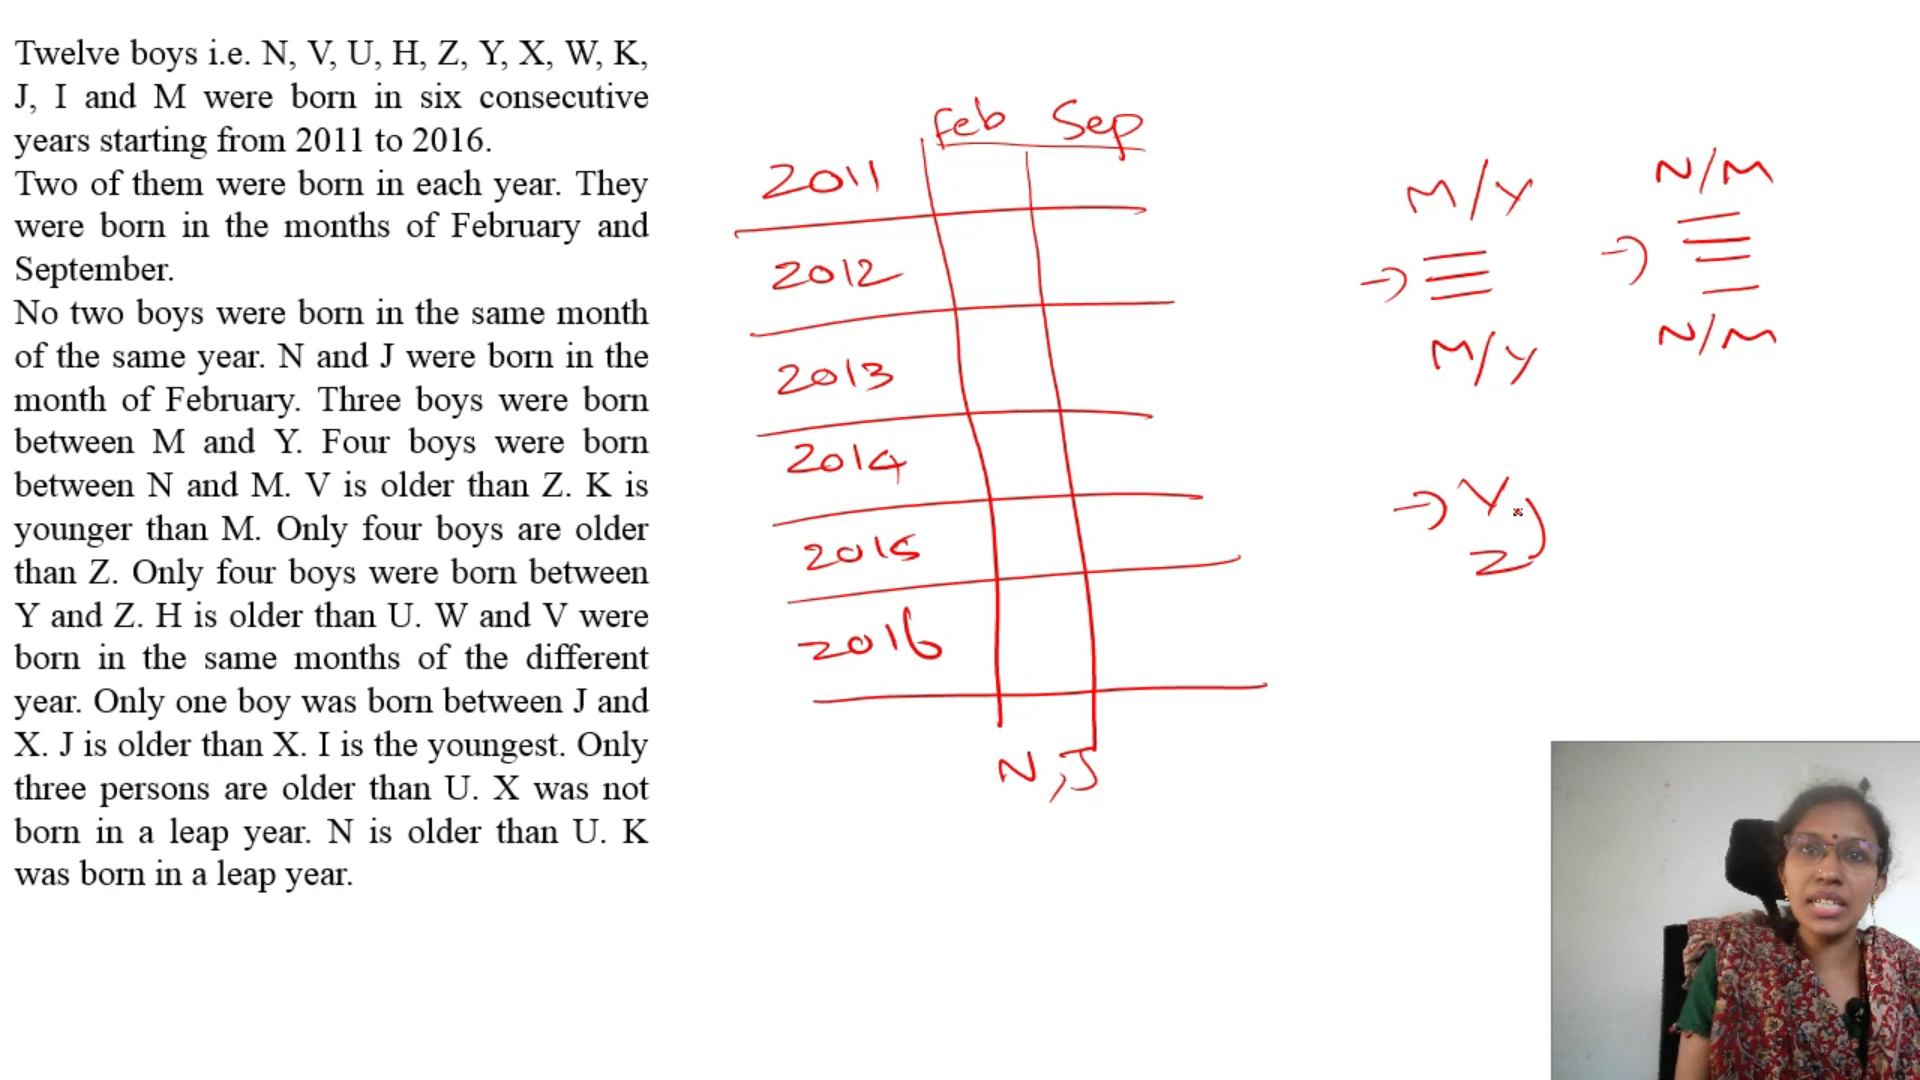 Twelve boys i.e. N, V, U, H, Z, Y, X, W, K,
J, I and M were born in six consecutive
years starting from 2011 to 2016.
Two of them were born in each year. They
were born in the months of February and
September.
No two boys were born in the same month
of the same year. N and J were born in the
month of February. Three boys were born
between M and Y. Four boys were born
between N and M. V is older than Z. K is
younger than M. Only four boys are older
than Z. Only four boys were born between
Y and Z. H is older than U. W and V were
born in the same months of the different
year. Only one boy was born between J and
X. J is older than X. I is the youngest. Only
three persons are older than U. X was not
born in a leap year. N is older than U. K
was born in a leap year.
Feb Sep
2011
2012
2013
2014
2015
2016
N, J
M/Y
M/Y
N/M
N/M
V
Z